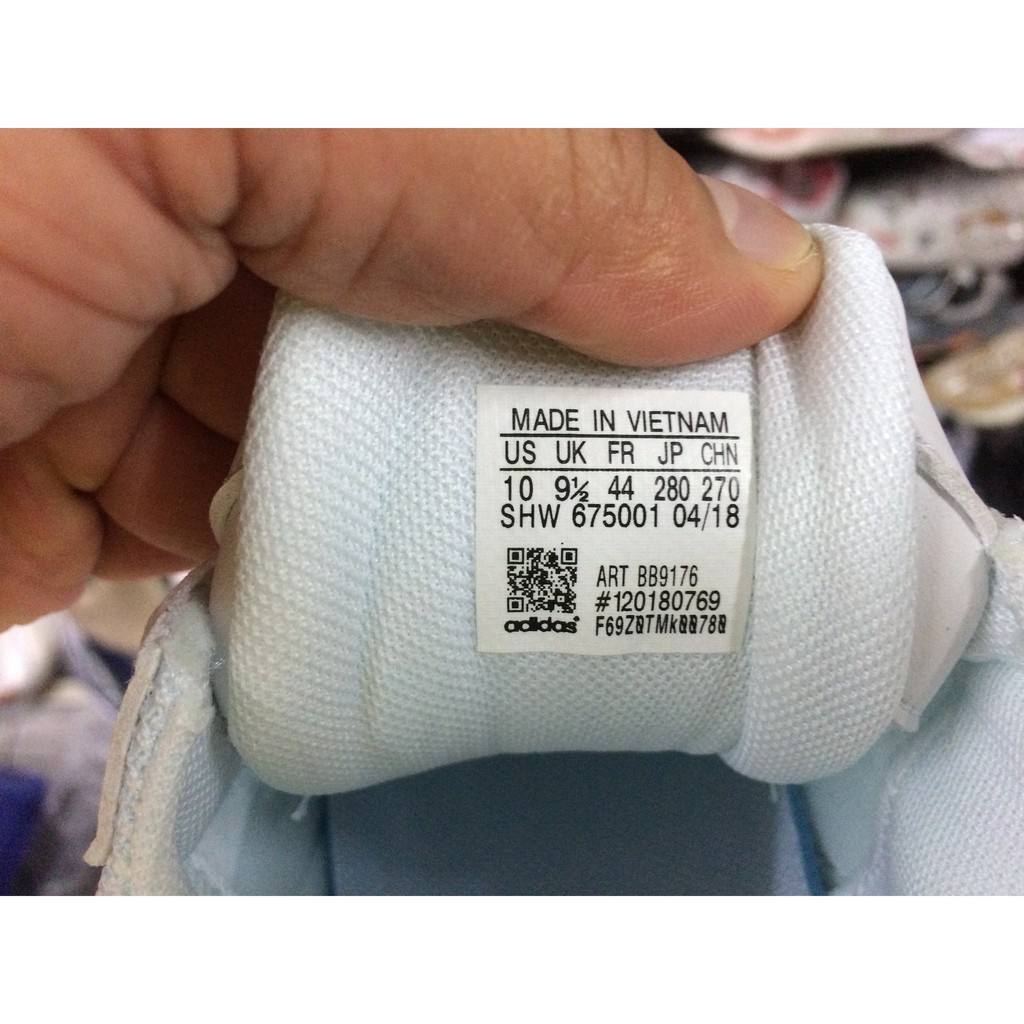 MADE IN VIETNAM
US UK FR JP CHN
10 9½ 44 280 270
SHW 675001 04/18
ART BB9176
#120180769
adidas